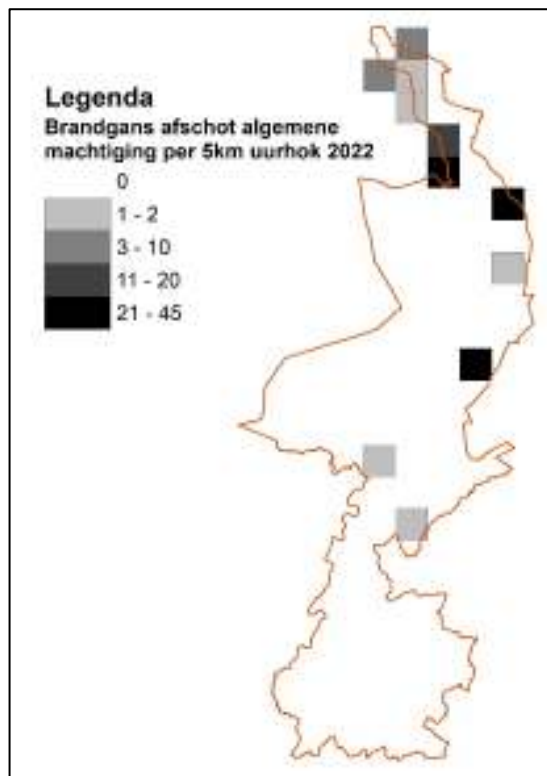 Legenda
Brandgans afschot algemene
machtiging per 5km uurhok 2022
0
1 - 2
3 - 10
11 - 20
21 - 45